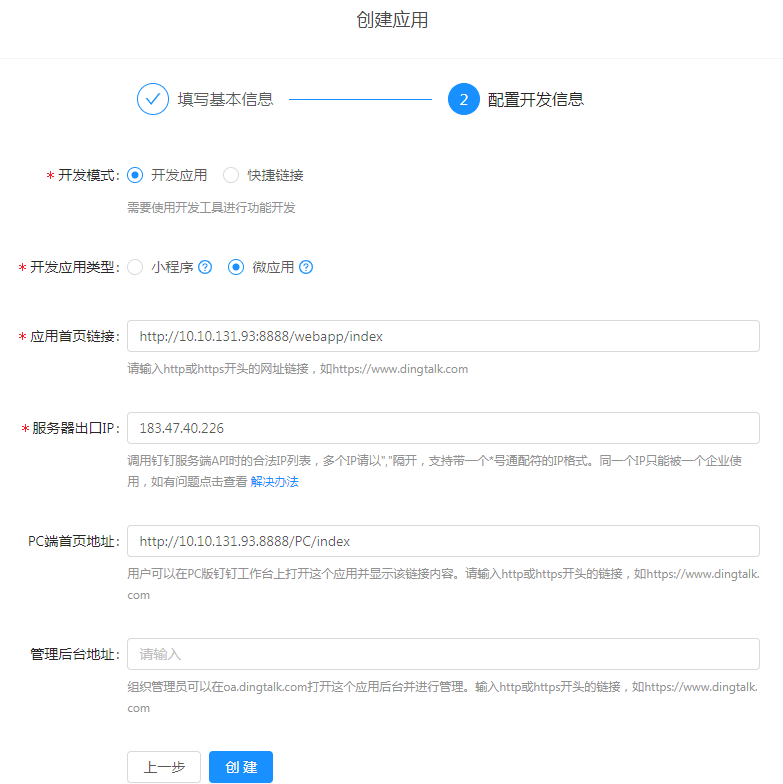 创建应用
填写基本信息
2 配置开发信息
* 开发模式: 开发应用 快捷链接
需要使用开发工具进行功能开发
* 开发应用类型: 小程序 ? 微应用 ?
* 应用首页链接: http://10.10.131.93:8888/webapp/index
请输入http或https开头的网址链接，如https://www.dingtalk.com
* 服务器出口IP: 183.47.40.226
调用钉钉服务端API时的合法IP列表，多个IP请以","隔开，支持带一个*号通配符的IP格式。同一个IP只能被一个企业使
用，如有问题点击查看 解决办法
PC端首页地址: http://10.10.131.93.8888/PC/index
用户可以在PC版钉钉工作台上打开这个应用并显示该链接内容。请输入http或https开头的链接，如https://www.dingtalk.
com
管理后台地址: 请输入
组织管理员可以在oa.dingtalk.com打开这个应用后台并进行管理。输入http或https开头的链接，如https://www.dingtalk.
com
上一步 创 建